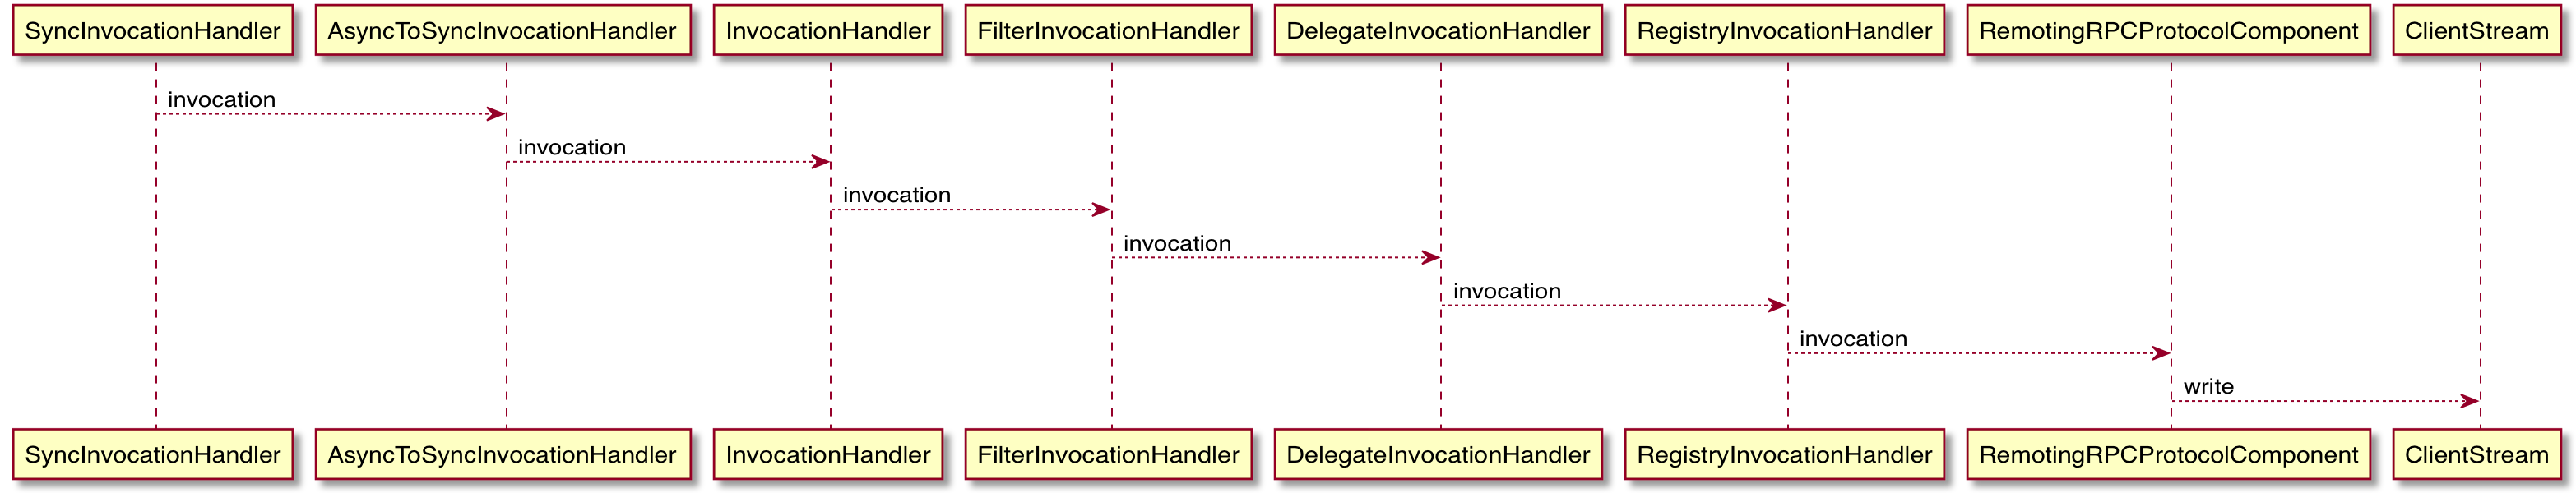 SyncInvocationHandler AsyncToSyncInvocationHandler InvocationHandler FilterInvocationHandler DelegateInvocationHandler RegistryInvocationHandler RemotingRPCProtocolComponent ClientStream
invocation
invocation
invocation
invocation
invocation
invocation
write
SyncInvocationHandler AsyncToSyncInvocationHandler InvocationHandler FilterInvocationHandler DelegateInvocationHandler RegistryInvocationHandler RemotingRPCProtocolComponent ClientStream